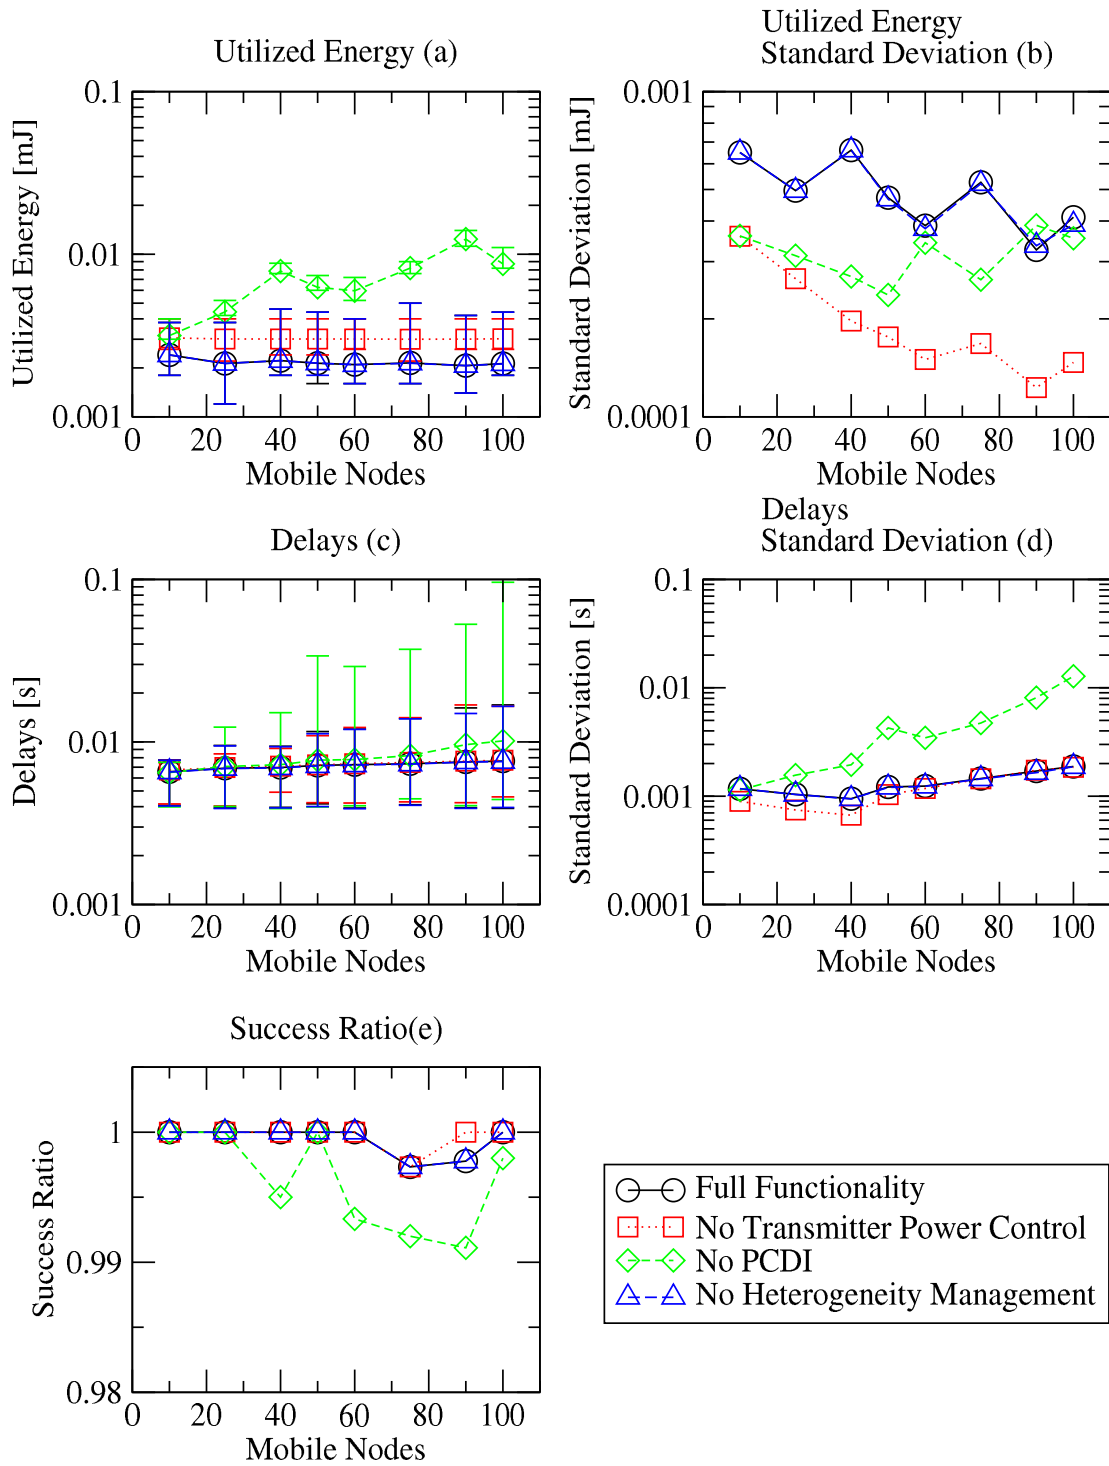 Utilized Energy (a)
Utilized Energy [mJ]
0.1
0.01
0.001
0 20 40 60 80 100
Mobile Nodes
Utilized Energy
Standard Deviation (b)
Standard Deviation [mJ]
0.001
0.0001
0 20 40 60 80 100
Mobile Nodes
Delays (c)
Delays [s]
0.1
0.01
0.001
0 20 40 60 80 100
Mobile Nodes
Delays
Standard Deviation (d)
Standard Deviation [s]
0.1
0.01
0.001
0.0001
0 20 40 60 80 100
Mobile Nodes
Success Ratio(e)
Success Ratio
1
0.99
0.98
0 20 40 60 80 100
Mobile Nodes
Full Functionality
No Transmitter Power Control
No PCDI
No Heterogeneity Management